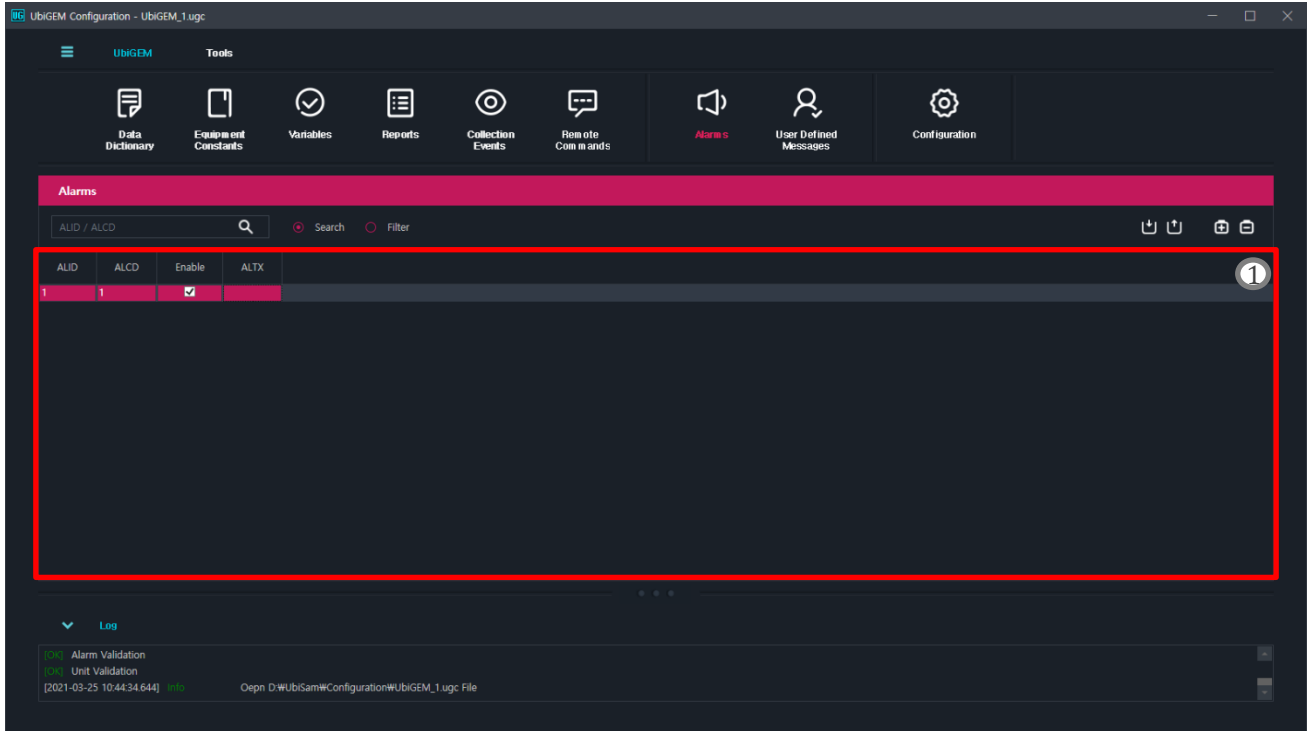 UG UbiGEM Configuration - UbiGEM_1.ugc
UbiGEM Tools
Data Dictionary
Equipment Constants
Variables
Reports
Collection Events
Remote Commands
Alarms
User Defined Messages
Configuration
Alarms
ALID / ALCD Search Filter
ALID ALCD Enable ALTX
①
1 1
Log
[OK] Alarm Validation
[OK] Unit Validation
[2021-03-25 10:44:34.644] Info Oepn D:₩UbiSam₩Configuration₩UbiGEM_1.ugc File